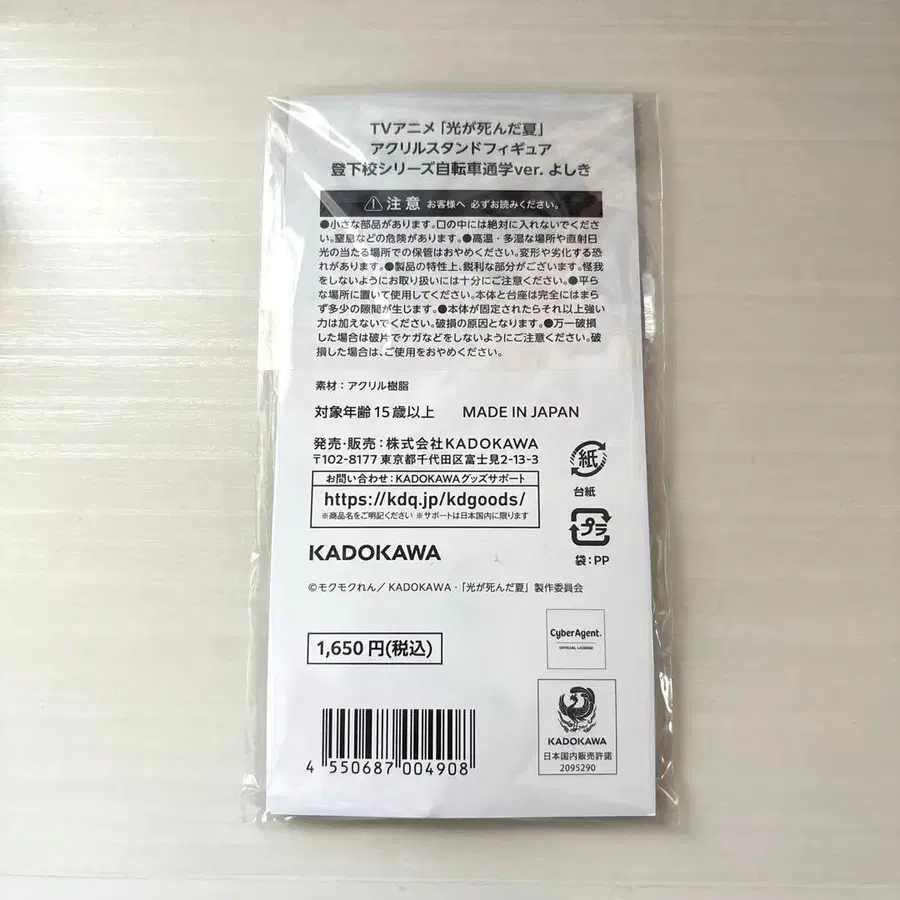 TVアニメ「光が死んだ夏」
アクリルスタンドフィギュア
登下校シリーズ自転車通学ver. よしき
注意 お客様へ 必ずお読みください。
●小さな部品があります。口の中には絶対に入れないでくださ
い。窒息などの危険があります。●高温・多湿な場所や直射日
光の当たる場所での保管はおやめください。変形や劣化する恐
れがあります。●製品の特性上、鋭利な部分がございます。怪我
をしないようにお取り扱いには十分にご注意ください。●平ら
な場所に置いて使用してください。本体と台座は完全にはまら
ず多少の隙間が生じます。●本体が固定されたらそれ以上強い
力は加えないでください。破損の原因となります。●万一破損
した場合は破片でケガなどをしないようにご注意ください。破
損した場合は、ご使用をおやめください。
素材：アクリル樹脂
対象年齢15歳以上 MADE IN JAPAN
発売・販売：株式会社KADOKAWA
〒102-8177 東京都千代田区富士見2-13-3
お問い合わせ：KADOKAWAグッズサポート
https://kdq.jp/kdgoods/
※商品名をご明記ください ※サポートは日本国内に限ります
紙
台紙
プラ
袋：PP
KADOKAWA
©モクモクれん／KADOKAWA・「光が死んだ夏」製作委員会
CyberAgent.
OFFICIAL LICENSE
1,650円(税込)
KADOKAWA
日本国内販売許諾
2095290
4 550687 004908